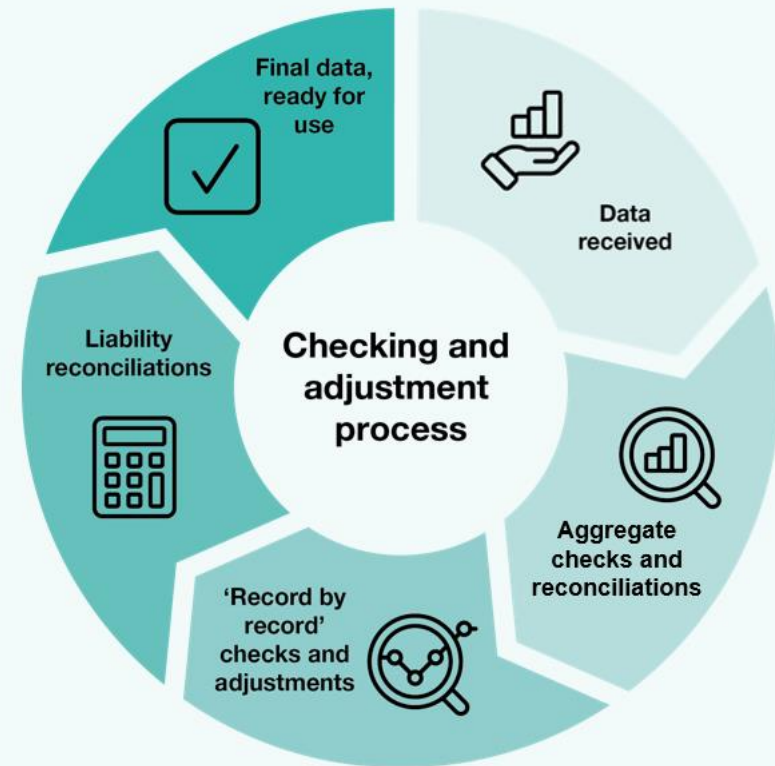 Checking and
adjustment
process
Data
received
Aggregate
checks and
reconciliations
‘Record by
record’
checks and
adjustments
Liability
reconciliations
Final data,
ready for
use